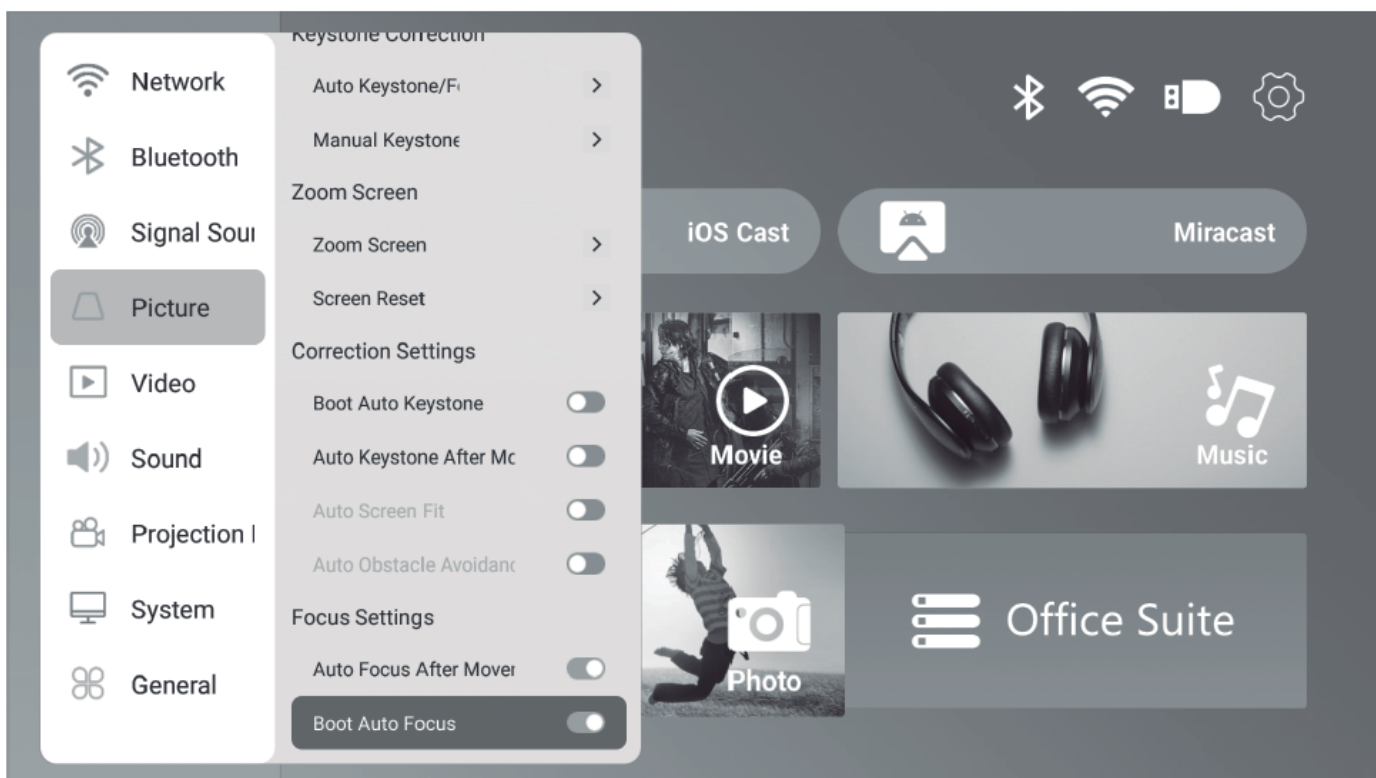 Network
Bluetooth
Signal Sour
Picture
Video
Sound
Projection
System
General
Keystone Correction
Auto Keystone/F
Manual Keystone
Zoom Screen
Zoom Screen
Screen Reset
Correction Settings
Boot Auto Keystone
Auto Keystone After Mo
Auto Screen Fit
Auto Obstacle Avoidanc
Focus Settings
Auto Focus After Mover
Boot Auto Focus
iOS Cast
Miracast
Movie
Music
Photo
Office Suite